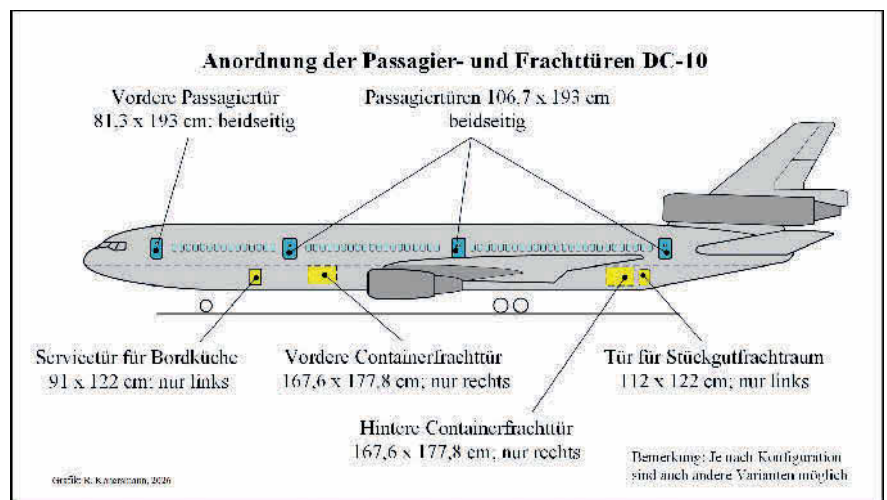 Anordnung der Passagier- und Frachttüren DC-10
Vordere Passagiertür
81,3 x 193 cm; beidseitig
Passagiertüren 106,7 x 193 cm
beidseitig
Servicetür für Bordküche
91 x 122 cm; nur links
Vordere Containerfrachttür
167,6 x 177,8 cm; nur rechts
Tür für Stückgutfrachtraum
112 x 122 cm; nur links
Hintere Containerfrachttür
167,6 x 177,8 cm; nur rechts
Bemerkung: Je nach Konfiguration
sind auch andere Varianten möglich
Grafik: R. 2026